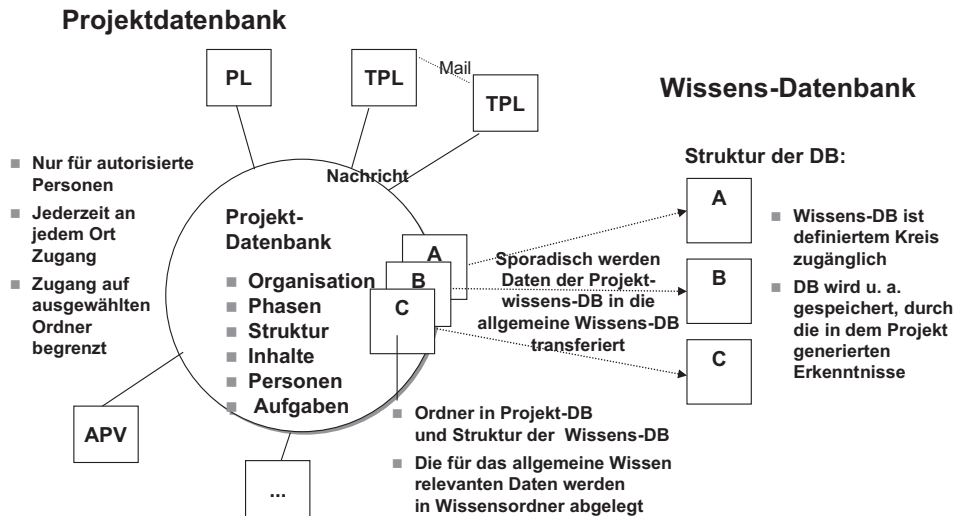 Projektdatenbank
PL
TPL
Mail
TPL
Wissens-Datenbank
Nur für autorisierte
Personen
Jederzeit an
jedem Ort
Zugang
Zugang auf
ausgewählten
Ordner
begrenzt
Nachricht
Projekt-
Datenbank
Organisation
Phasen
Struktur
Inhalte
Personen
Aufgaben
A
B
C
APV
...
Sporadisch werden
Daten der Projekt-
wissens-DB in die
allgemeine Wissens-DB
transferiert
Ordner in Projekt-DB
und Struktur der Wissens-DB
Die für das allgemeine Wissen
relevanten Daten werden
in Wissensordner abgelegt
Struktur der DB:
A
B
C
Wissens-DB ist
definiertem Kreis
zugänglich
DB wird u. a.
gespeichert, durch
die in dem Projekt
generierten
Erkenntnisse